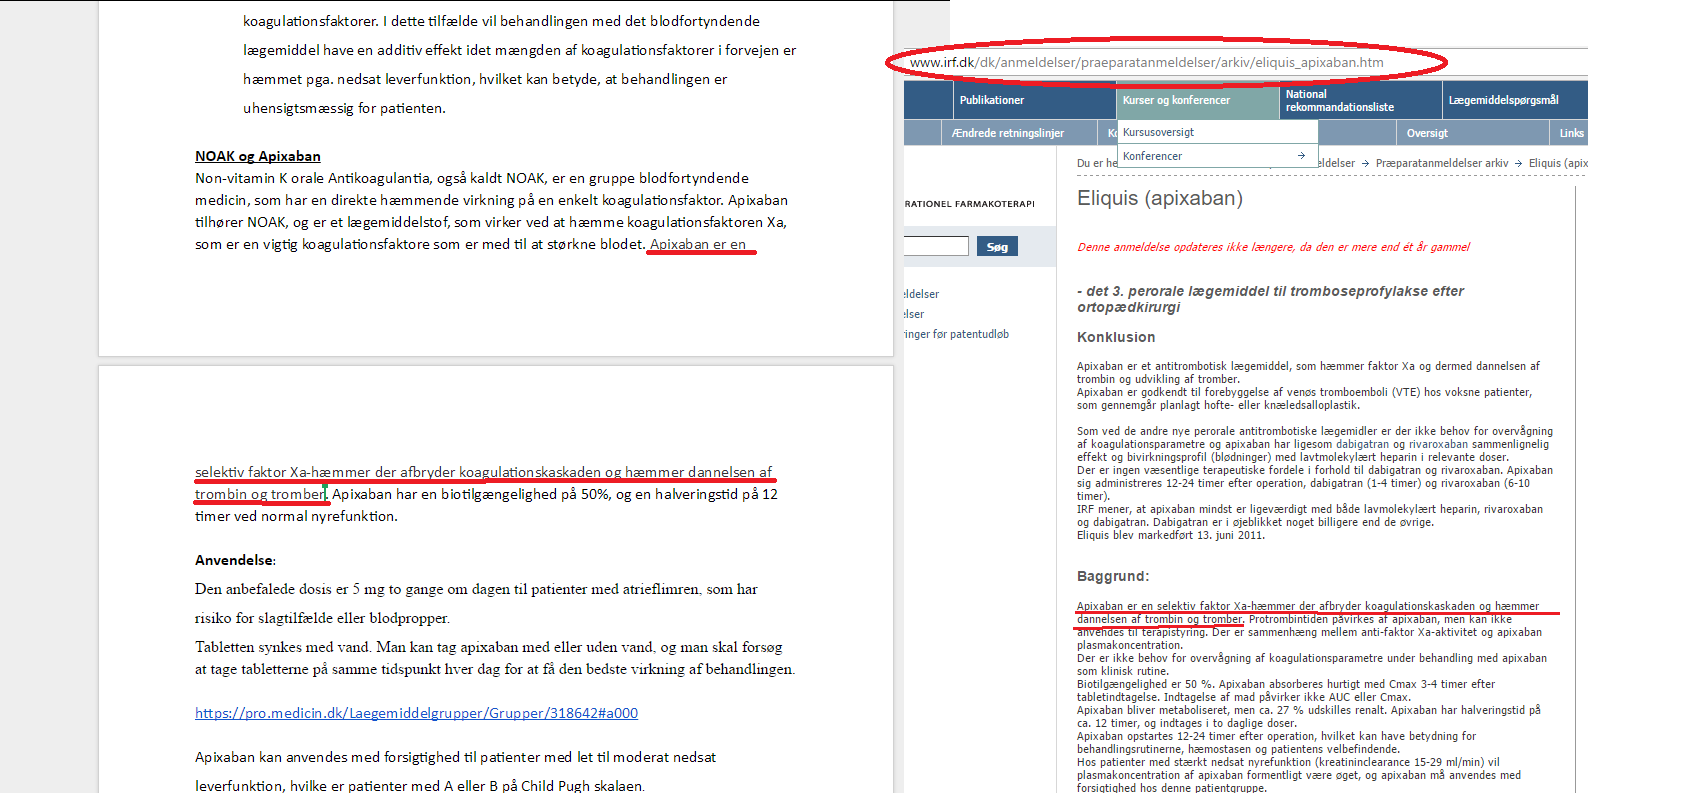 koagulationsfaktorer. I dette tilfælde vil behandlingen med det blodfortyndende
lægemiddel have en additiv effekt idet mængden af koagulationsfaktorer i forvejen er
hæmmet pga. nedsat leverfunktion, hvilket kan betyde, at behandlingen er
uhensigtsmæssig for patienten.
NOAK og Apixaban
Non-vitamin K orale Antikoagulantia, også kaldt NOAK, er en gruppe blodfortyndende
medicin, som har en direkte hæmmende virkning på en enkelt koagulationsfaktor. Apixaban
tilhører NOAK, og er et lægemiddelstof, som virker ved at hæmme koagulationsfaktoren Xa,
som er en vigtig koagulationsfaktore som er med til at størkne blodet. Apixaban er en
selektiv faktor Xa-hæmmer der afbryder koagulationskaskaden og hæmmer dannelsen af
trombin og tromber. Apixaban har en biotilgængelighed på 50%, og en halveringstid på 12
timer ved normal nyrefunktion.
Anvendelse:
Den anbefalede dosis er 5 mg to gange om dagen til patienter med atrieflimren, som har
risiko for slagtilfælde eller blodpropper.
Tabletten synkes med vand. Man kan tag apixaban med eller uden vand, og man skal forsøg
at tage tabletterne på samme tidspunkt hver dag for at få den bedste virkning af behandlingen.
https://pro.medicin.dk/Laegemiddelgrupper/Grupper/318642#a000
Apixaban kan anvendes med forsigtighed til patienter med let til moderat nedsat
leverfunktion, hvilke er patienter med A eller B på Child Pugh skalaen.
www.irf.dk/dk/anmeldelser/praeparatanmeldelser/arkiv/eliquis_apixaban.htm
Publikationer
Kurser og konferencer
National
rekommandationsliste
Lægemiddelspørgsmål
Ændrede retningslinjer
Kc
Oversigt
Links
Kursusoversigt
Konferencer →
Du er he
eldelser → Præparatanmeldelser arkiv → Eliquis (apix
RATIONEL FARMAKOTERAPI
Søg
eldelser
elser
ringer før patentudløb
Eliquis (apixaban)
Denne anmeldelse opdateres ikke længere, da den er mere end ét år gammel
- det 3. perorale lægemiddel til tromboseprofylakse efter
ortopædkirurgi
Konklusion
Apixaban er et antitrombotisk lægemiddel, som hæmmer faktor Xa og dermed dannelsen af
trombin og udvikling af tromber.
Apixaban er godkendt til forebyggelse af venøs tromboemboli (VTE) hos voksne patienter,
som gennemgår planlagt hofte- eller knæledsalloplastik.
Som ved de andre nye perorale antitrombotiske lægemidler er der ikke behov for overvågning
af koagulationsparametre og apixaban har ligesom dabigatran og rivaroxaban sammenlignelig
effekt og bivirkningsprofil (blødninger) med lavtmolekylært heparin i relevante doser.
Der er ingen væsentlige terapeutiske fordele i forhold til dabigatran og rivaroxaban. Apixaban
sig administreres 12-24 timer efter operation, dabigatran (1-4 timer) og rivaroxaban (6-10
timer).
IRF mener, at apixaban mindst er ligeværdigt med både lavmolekylært heparin, rivaroxaban
og dabigatran. Dabigatran er i øjeblikket noget billigere end de øvrige.
Eliquis blev markedført 13. juni 2011.
Baggrund:
Apixaban er en selektiv faktor Xa-hæmmer der afbryder koagulationskaskaden og hæmmer
dannelsen af trombin og tromber. Protrombintiden påvirkes af apixaban, men kan ikke
anvendes til terapistyring. Der er sammenhæng mellem anti-faktor Xa-aktivitet og apixaban
plasmakoncentration.
Der er ikke behov for overvågning af koagulationsparametre under behandling med apixaban
som klinisk rutine.
Biotilgængelighed er 50 %. Apixaban absorberes hurtigt med Cmax 3-4 timer efter
tabletindtagelse. Indtagelse af mad påvirker ikke AUC eller Cmax.
Apixaban bliver metaboliseret, men ca. 27 % udskilles renalt. Apixaban har halveringstid på
ca. 12 timer, og indtages i to daglige doser.
Apixaban opstartes 12-24 timer efter operation, hvilket kan have betydning for
behandlingsrutinerne, hæmostasen og patientens velbefindende.
Hos patienter med stærkt nedsat nyrefunktion (kreatininclearance 15-29 ml/min) vil
plasmakoncentration af apixaban formentligt være øget, og apixaban må anvendes med
forsigtighed hos denne patientgruppe.